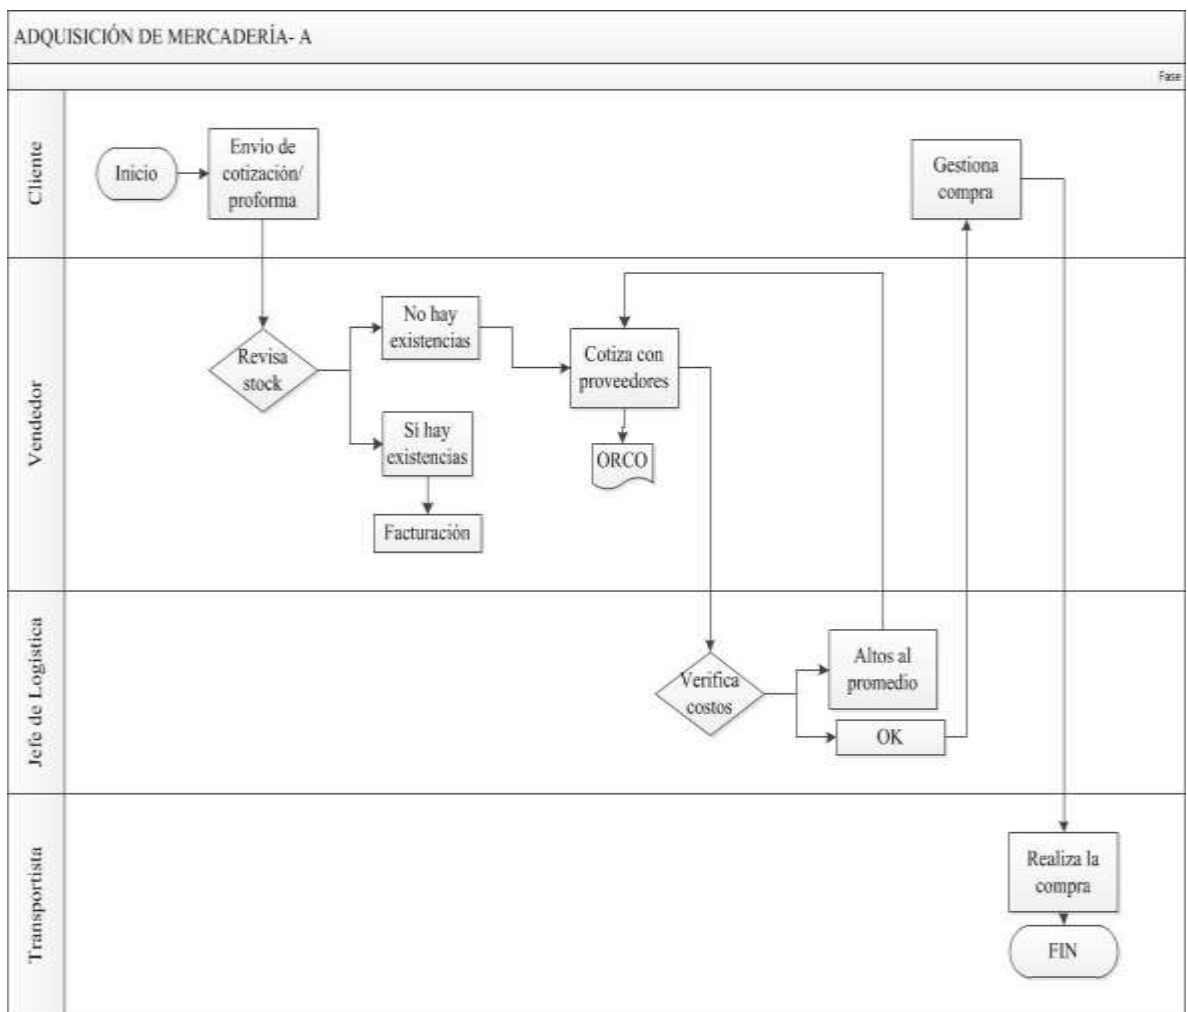 ADQUISICIÓN DE MERCADERÍA- A
Fase
Cliente
Inicio
Envío de
cotización/
proforma
Gestiona
compra
Vendedor
Revisa
stock
No hay
existencias
Si hay
existencias
Facturación
Cotiza con
proveedores
ORCO
Jefe de Logística
Verifica
costos
Altos al
promedio
OK
Transportista
Realiza la
compra
FIN